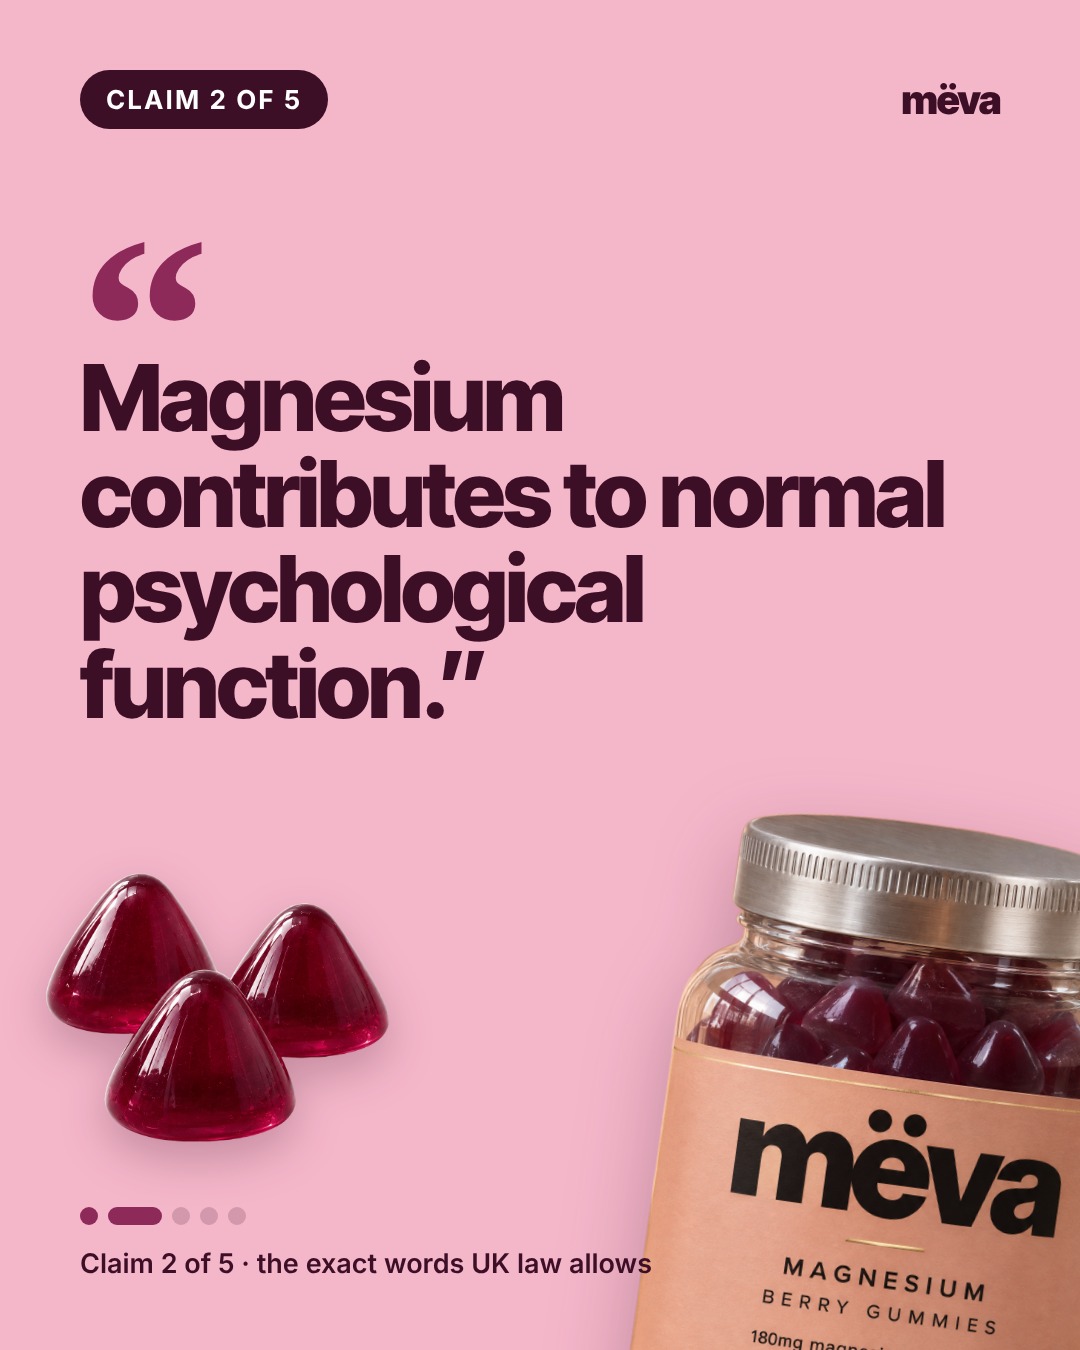 CLAIM 2 OF 5
mëva
“
Magnesium
contributes to normal
psychological
function.”
mëva
MAGNESIUM
BERRY GUMMIES
180mg
Claim 2 of 5 · the exact words UK law allows